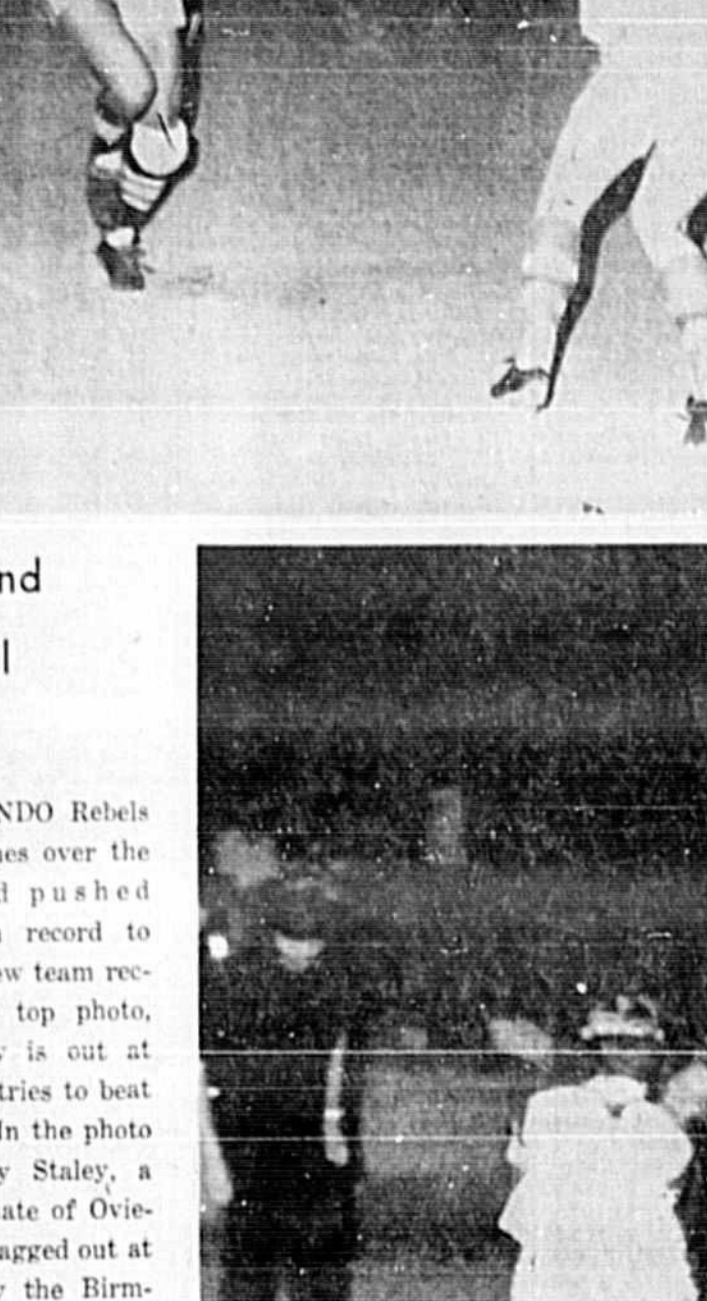 nd
l
NDO Rebels
nes over the
d pushed
n record to
ew team rec-
top photo,
y is out at
tries to beat
In the photo
y Staley, a
ate of Ovie-
agged out at
y the Birm-